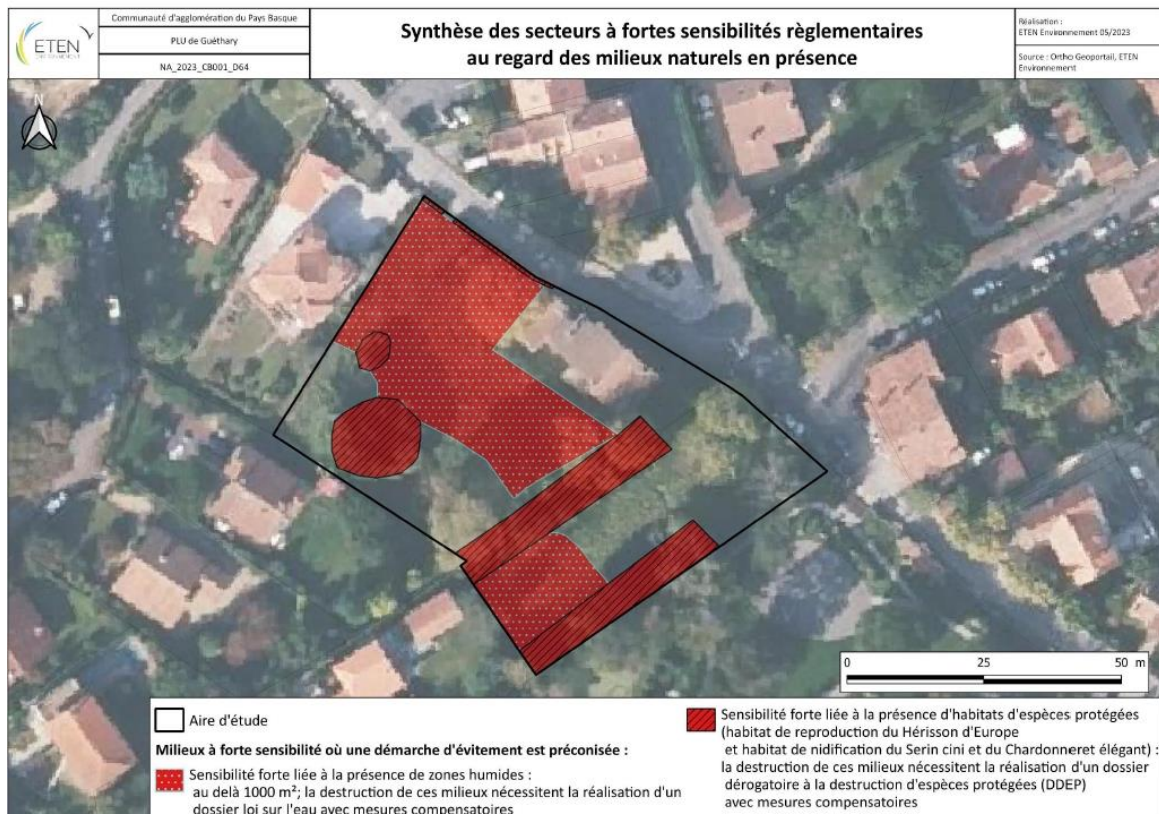 ETEN
ENVIRONNEMENT
Communauté d'agglomération du Pays Basque
PLU de Guéthary
NA_2023_CB001_D64
Synthèse des secteurs à fortes sensibilités règlementaires
au regard des milieux naturels en présence
Réalisation :
ETEN Environnement 05/2023
Source : Ortho Geoportail, ETEN
Environnement
N
0 25 50 m
Aire d'étude
Milieux à forte sensibilité où une démarche d'évitement est préconisée :
Sensibilité forte liée à la présence de zones humides :
au delà 1000 m²; la destruction de ces milieux nécessitent la réalisation d'un
dossier loi sur l'eau avec mesures compensatoires
Sensibilité forte liée à la présence d'habitats d'espèces protégées
(habitat de reproduction du Hérisson d'Europe
et habitat de nidification du Serin cini et du Chardonneret élégant) :
la destruction de ces milieux nécessitent la réalisation d'un dossier
dérogatoire à la destruction d'espèces protégées (DDEP)
avec mesures compensatoires